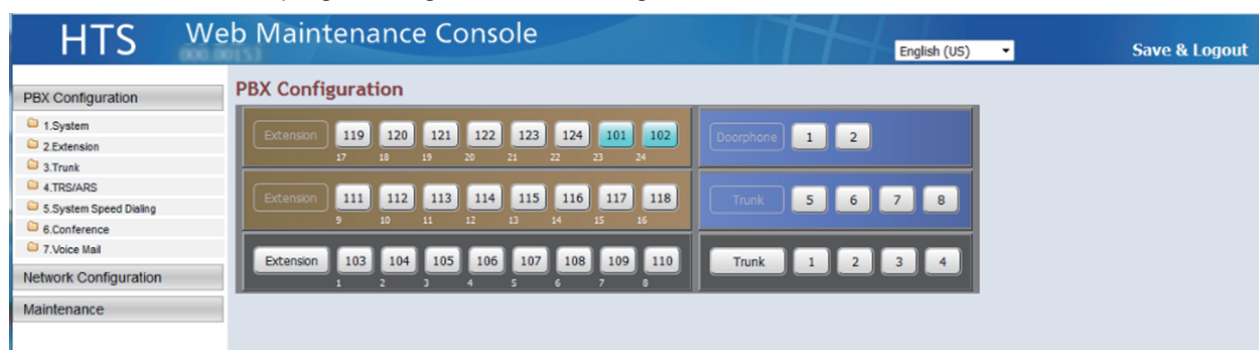 HTS Web Maintenance Console
English (US) Save & Logout
PBX Configuration
1.System
2.Extension
3.Trunk
4.TRS/ARS
5.System Speed Dialing
6.Conference
7.Voice Mail
Network Configuration
Maintenance
PBX Configuration
Extension 119 120 121 122 123 124 101 102
17 18 19 20 21 22 23 24
Doorphone 1 2
Extension 111 112 113 114 115 116 117 118
9 10 11 12 13 14 15 16
Trunk 5 6 7 8
Extension 103 104 105 106 107 108 109 110
1 2 3 4 5 6 7 8
Trunk 1 2 3 4